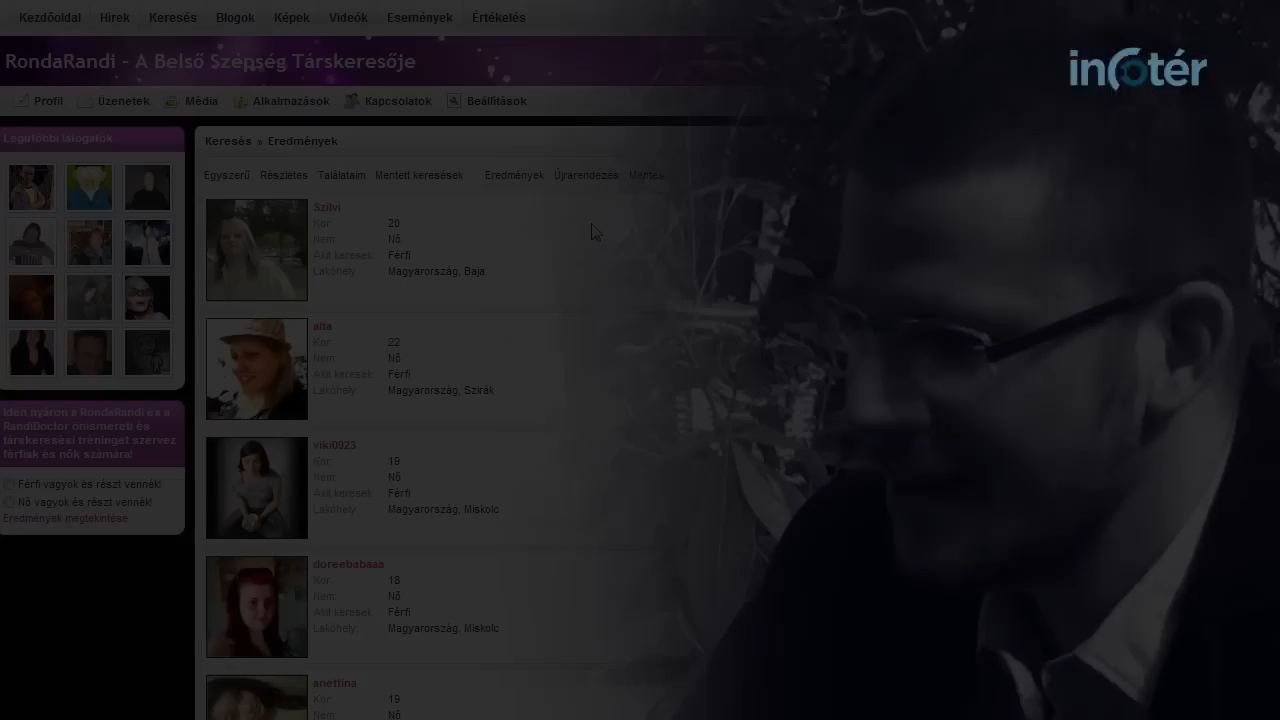 Kezdőoldal Hírek Keresés Blogok Képek Videók Események Értékelés
RondaRandi - A Belső Szépség Társkeresője
infotér
Profil Üzenetek Média Alkalmazások Kapcsolatok Beállítások
Legutóbbi látogatók
Keresés » Eredmények
Egyszerű Részletes Találataim Mentett keresések Eredmények Újrarendezés Mentés
Szilvi
Kor: 20
Nem: Nő
Akit keresek: Férfi
Lakóhely: Magyarország, Baja
alta
Kor: 22
Nem: Nő
Akit keresek: Férfi
Lakóhely: Magyarország, Szirák
Idén nyáron a RondaRandi és a
RandiDoctor önismereti és
társkeresési tréninget szervez
férfiak és nők számára!
Férfi vagyok és részt vennék!
Nő vagyok és részt vennék!
Eredmények megtekintése
viki0923
Kor: 19
Nem: Nő
Akit keresek: Férfi
Lakóhely: Magyarország, Miskolc
doreebabaaa
Kor: 18
Nem: Nő
Akit keresek: Férfi
Lakóhely: Magyarország, Miskolc
anettina
Kor: 19
Nem: Nő